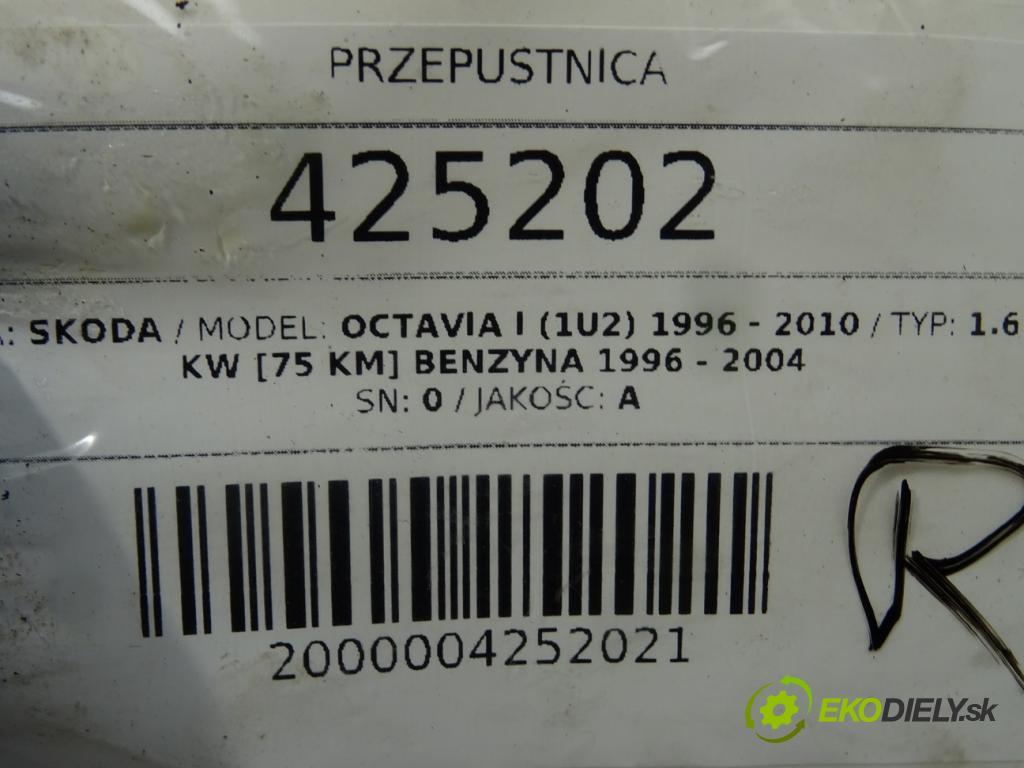 PRZEPUSTNICA
425202
: SKODA / MODEL: OCTAVIA I (1U2) 1996 - 2010 / TYP: 1.6
KW [75 KM] BENZYNA 1996 - 2004
SN: 0 / JAKOŚC: A
R
2000004252021
EKODIELY.sk